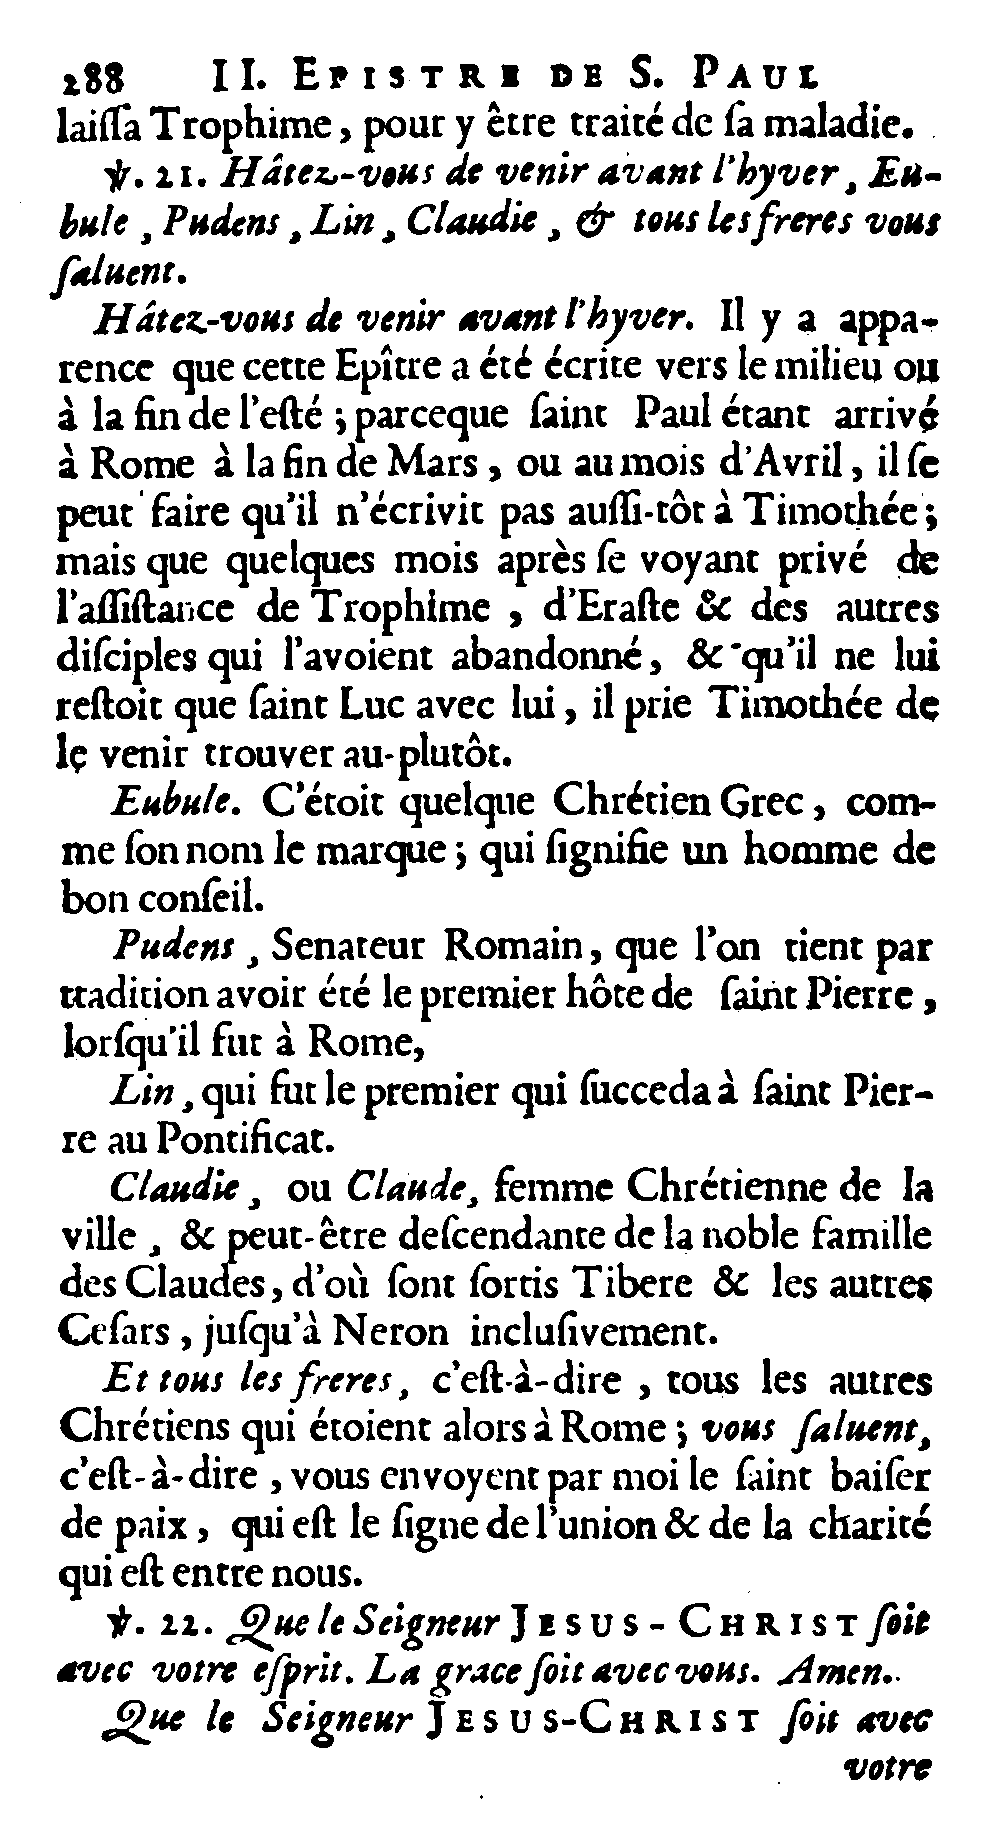 288 II. EPISTRE DE S. PAUL
laiſſa Trophime, pour y être traité de ſa maladie.
℣. 21. Hâtez-vous de venir avant l'hyver, Eu-
bule, Pudens, Lin, Claudie, & tous les freres vous
ſaluent.
Hâtez-vous de venir avant l'hyver. Il y a appa-
rence que cette Epître a été écrite vers le milieu ou
à la fin de l'eſté; parceque ſaint Paul étant arrivé
à Rome à la fin de Mars, ou au mois d'Avril, il ſe
peut faire qu'il n'écrivit pas auſſi-tôt à Timothée;
mais que quelques mois après ſe voyant privé de
l'aſſiſtance de Trophime, d'Eraſte & des autres
diſciples qui l'avoient abandonné, & qu'il ne lui
reſtoit que ſaint Luc avec lui, il prie Timothée de
le venir trouver au-plutôt.
Eubule. C'étoit quelque Chrétien Grec, com-
me ſon nom le marque; qui ſignifie un homme de
bon conſeil.
Pudens, Senateur Romain, que l'on tient par
tradition avoir été le premier hôte de ſaint Pierre,
lorſqu'il fut à Rome,
Lin, qui fut le premier qui ſucceda à ſaint Pier-
re au Pontificat.
Claudie, ou Claude, femme Chrétienne de la
ville, & peut-être deſcendante de la noble famille
des Claudes, d'où ſont ſortis Tibere & les autres
Ceſars, juſqu'à Neron incluſivement.
Et tous les freres, c'eſt-à-dire, tous les autres
Chrétiens qui étoient alors à Rome; vous ſaluent,
c'eſt-à-dire, vous envoyent par moi le ſaint baiſer
de paix, qui eſt le ſigne de l'union & de la charité
qui eſt entre nous.
℣. 22. Que le Seigneur JESUS-CHRIST ſoit
avec votre eſprit. La grace ſoit avec vous. Amen.
Que le Seigneur JESUS-CHRIST ſoit avec
votre